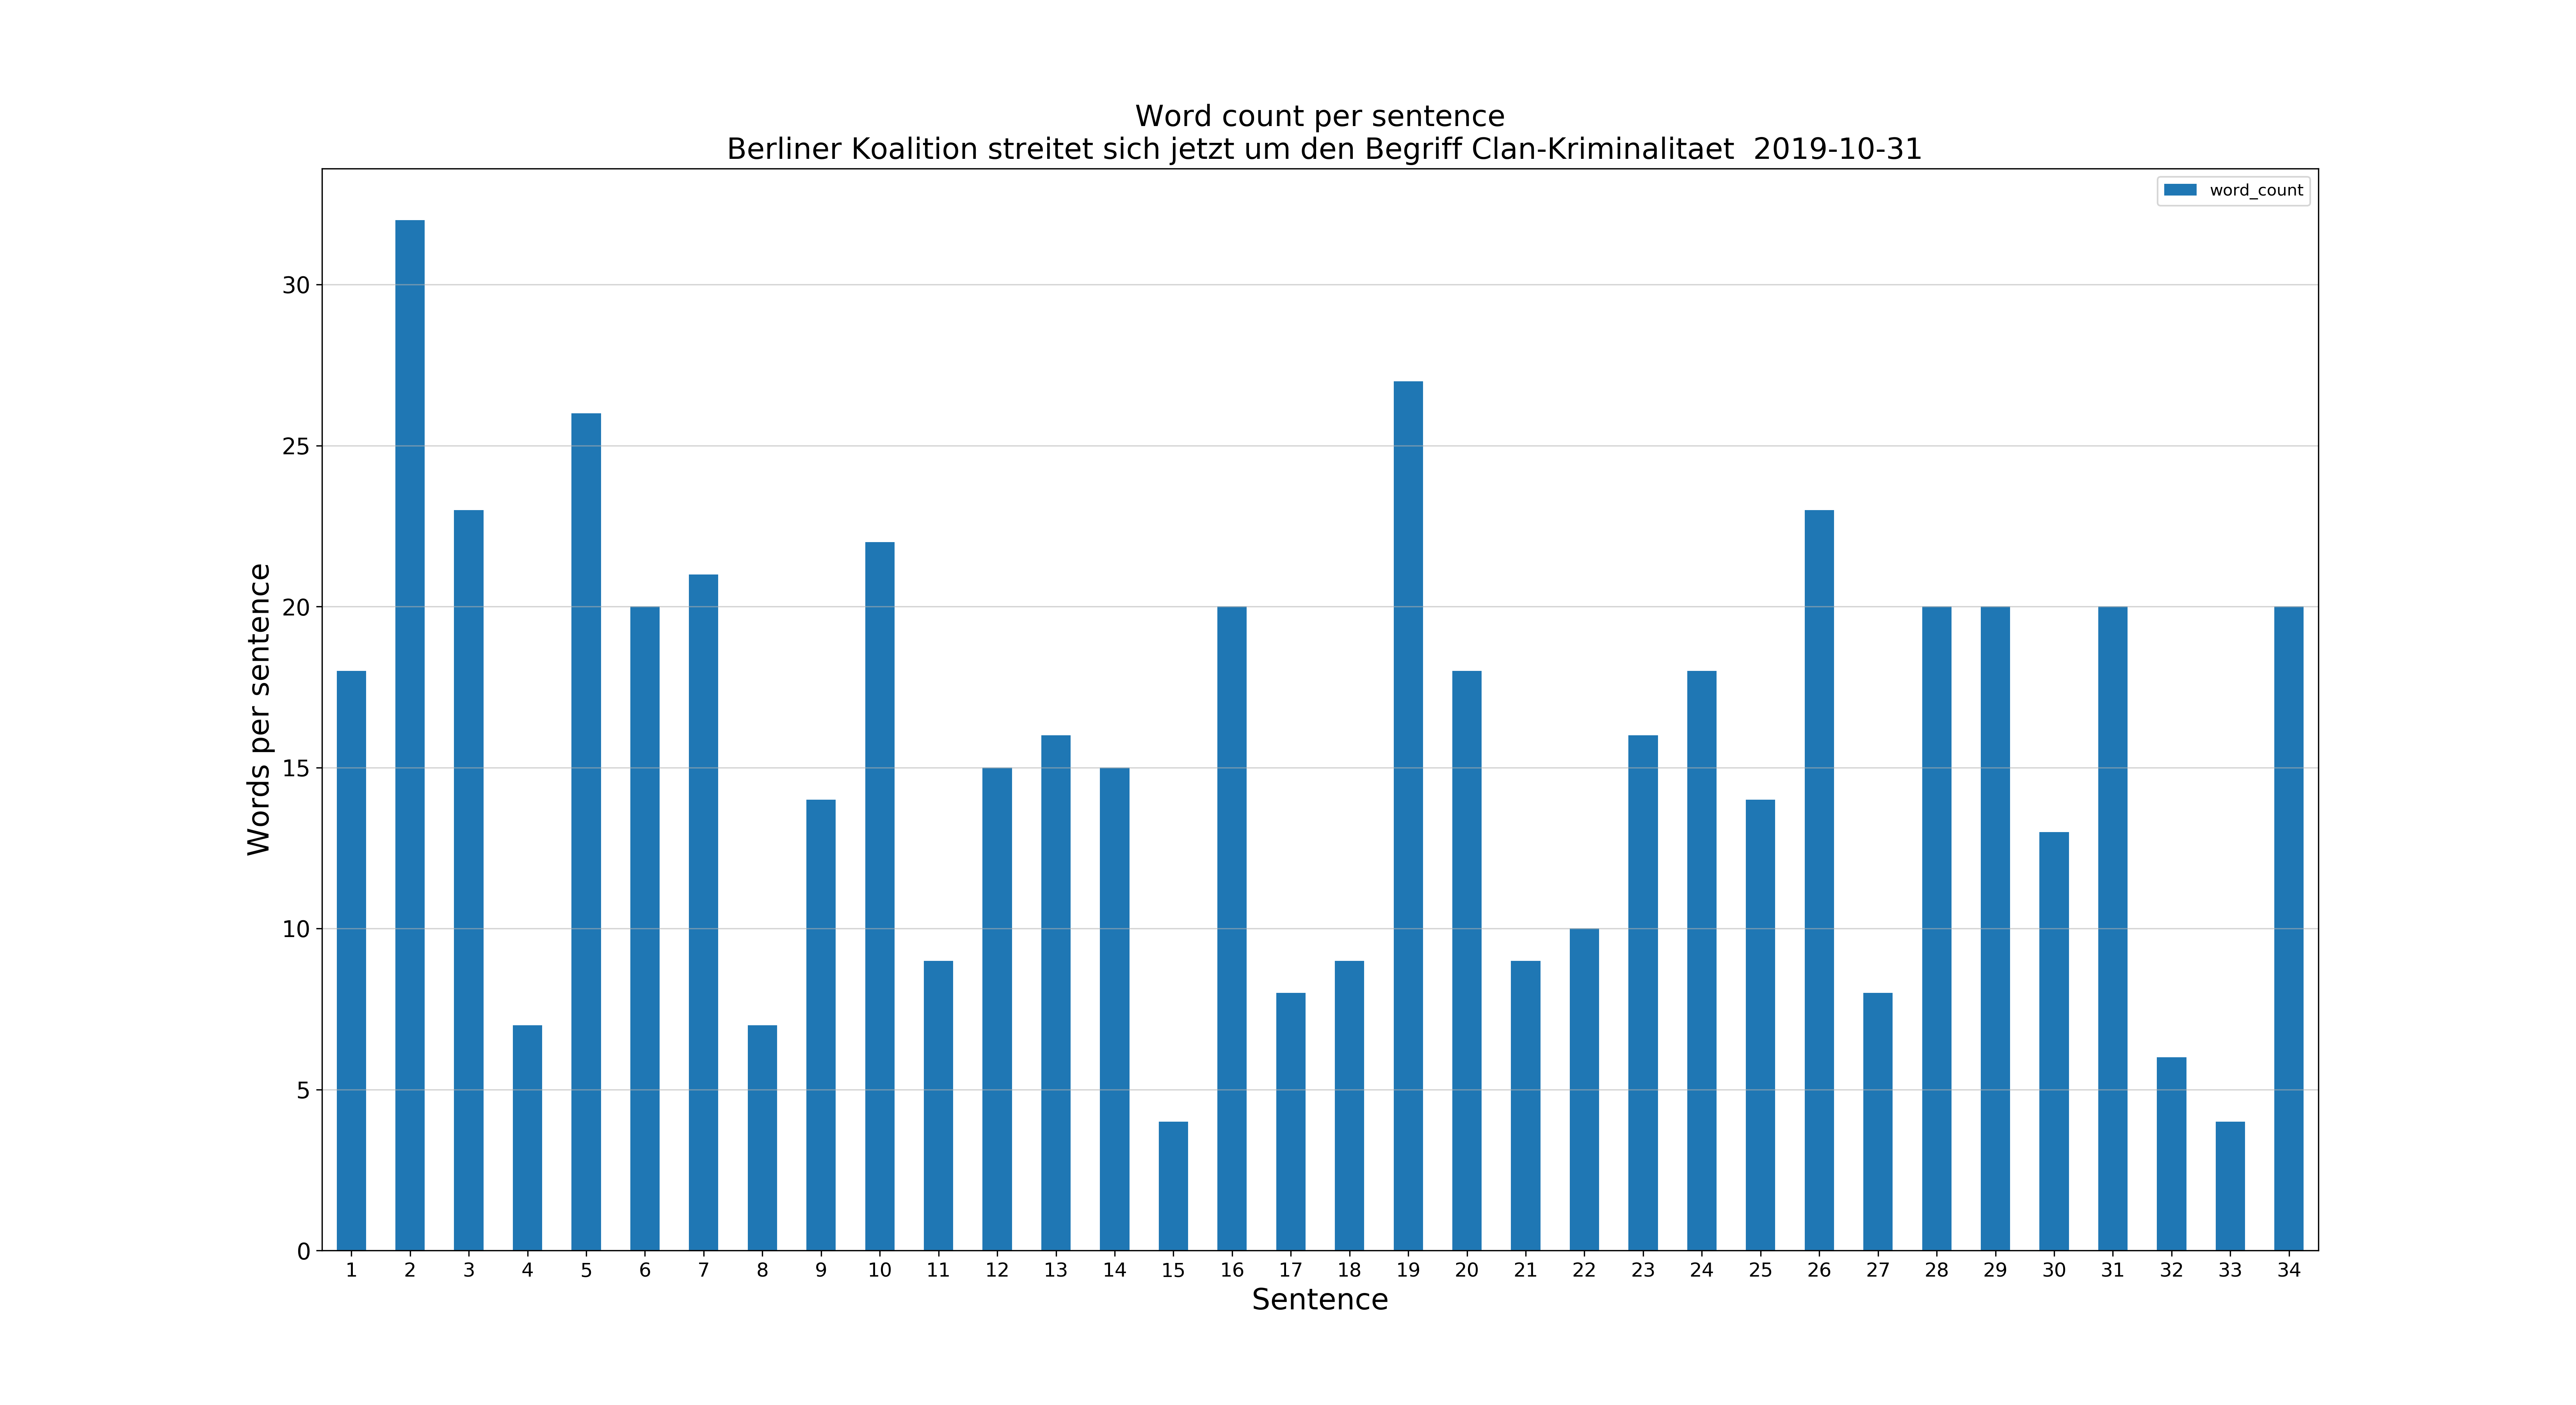 Word count per sentence
Berliner Koalition streitet sich jetzt um den Begriff Clan-Kriminalitaet  2019-10-31
word_count
Words per sentence
30
25
20
15
10
5
0
1 2 3 4 5 6 7 8 9 10 11 12 13 14 15 16 17 18 19 20 21 22 23 24 25 26 27 28 29 30 31 32 33 34
Sentence